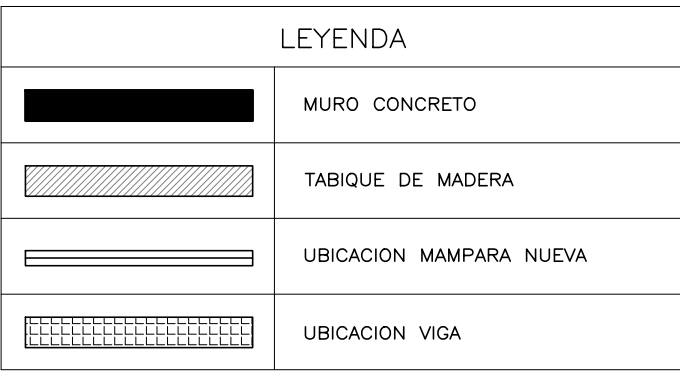 LEYENDA
MURO CONCRETO
TABIQUE DE MADERA
UBICACION MAMPARA NUEVA
UBICACION VIGA